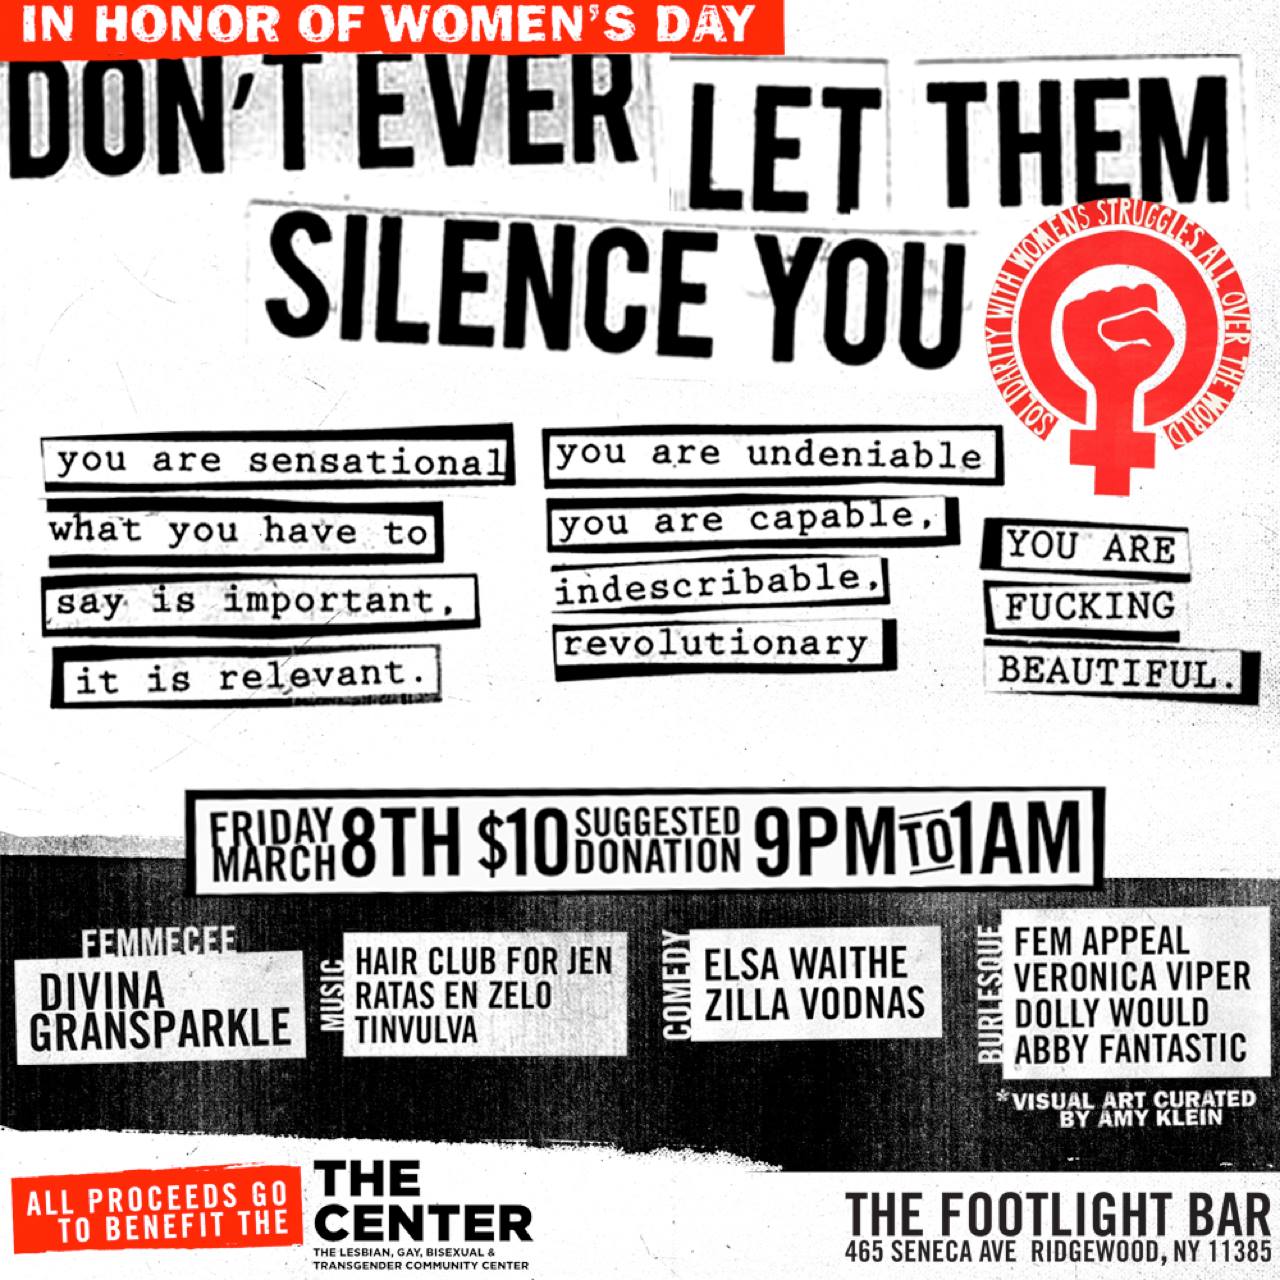 IN HONOR OF WOMEN'S DAY
DON'T EVER LET THEM
SILENCE YOU
SOLIDARITY WITH WOMENS STRUGGLES ALL OVER THE WORLD
you are sensational
what you have to
say is important,
it is relevant.
you are undeniable
you are capable,
indescribable,
revolutionary
YOU ARE
FUCKING
BEAUTIFUL.
FRIDAY
MARCH
8TH
$10
SUGGESTED
DONATION
9PM TO 1AM
FEMMECEE
DIVINA
GRANSPARKLE
MUSIC
HAIR CLUB FOR JEN
RATAS EN ZELO
TINVULVA
COMEDY
ELSA WAITHE
ZILLA VODNAS
BURLESQUE
FEM APPEAL
VERONICA VIPER
DOLLY WOULD
ABBY FANTASTIC
*VISUAL ART CURATED
BY AMY KLEIN
ALL PROCEEDS GO
TO BENEFIT THE
THE
CENTER
THE LESBIAN, GAY, BISEXUAL &
TRANSGENDER COMMUNITY CENTER
THE FOOTLIGHT BAR
465 SENECA AVE RIDGEWOOD, NY 11385